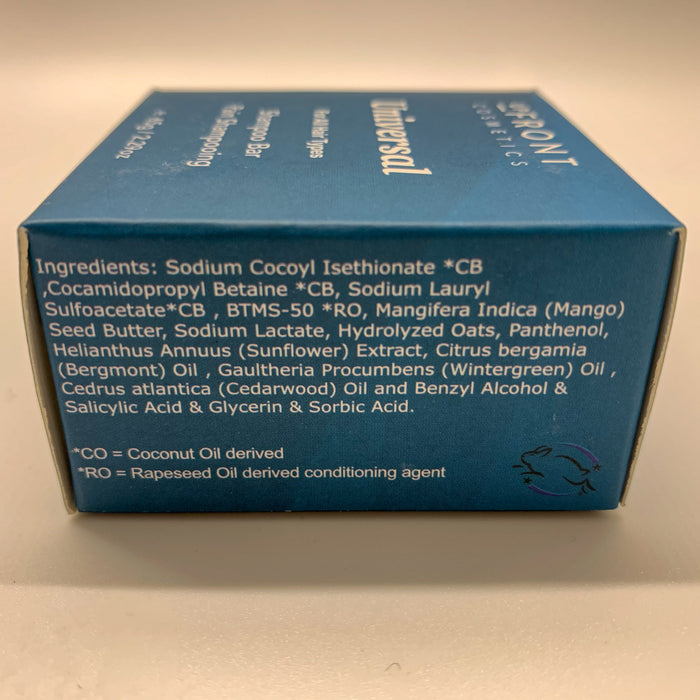 UPFRONT
COSMETICS
Universal
Shampoo Bar
Ingredients: Sodium Cocoyl Isethionate *CB
,Cocamidopropyl Betaine *CB, Sodium Lauryl
Sulfoacetate*CB , BTMS-50 *RO, Mangifera Indica (Mango)
Seed Butter, Sodium Lactate, Hydrolyzed Oats, Panthenol,
Helianthus Annuus (Sunflower) Extract, Citrus bergamia
(Bergmont) Oil , Gaultheria Procumbens (Wintergreen) Oil ,
Cedrus atlantica (Cedarwood) Oil and Benzyl Alcohol &
Salicylic Acid & Glycerin & Sorbic Acid.
*CO = Coconut Oil derived
*RO = Rapeseed Oil derived conditioning agent